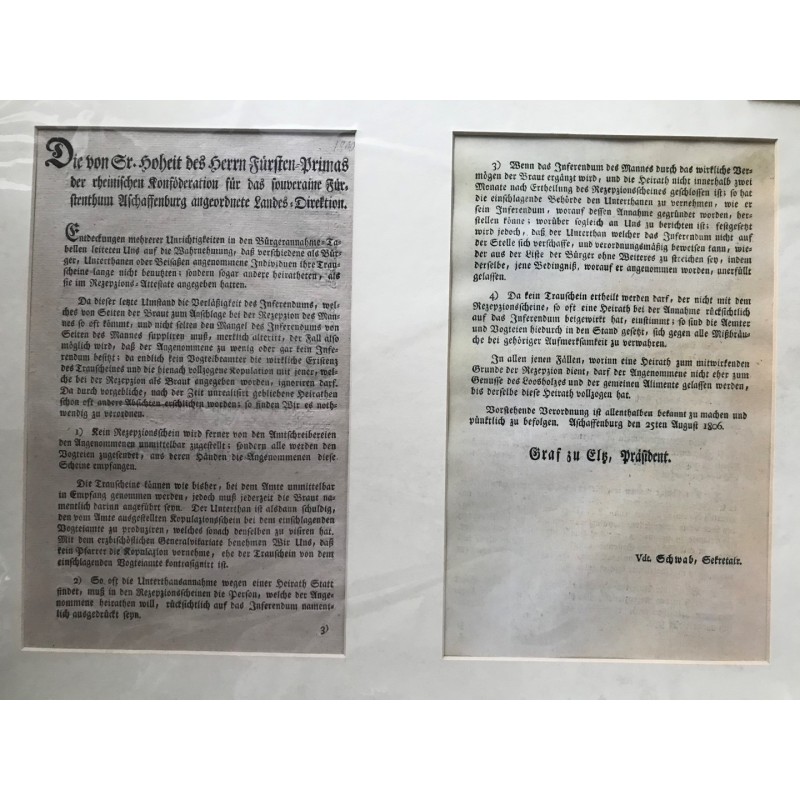 Die von Sr. Hoheit des Herrn Fürsten-Primas
der rheinischen Konföderation für das souveraine Für-
stenthum Aschaffenburg angeordnete Landes-Direktion.
Entdeckungen mehrerer Unrichtigkeiten in den Bürgerannahme-Ta-
bellen leiteten Uns auf die Wahrnehmung, daß verschiedene als Bür-
ger, Unterthanen oder Beisaßen angenommene Individuen ihre Trau-
scheine lange nicht benutzten; sondern sogar andere heiratheten, als
sie im Rezepzions-Attestate angegeben hatten.
Da dieser letzte Umstand die Verläßigkeit des Inferendums, wel-
ches von Seiten der Braut zum Anschlage bei der Rezepzion des Man-
nes so oft kömmt, und nicht selten den Mangel des Inferendums von
Seiten des Mannes suppliren muß, merklich alterirt, der Fall also
möglich wird, daß der Angenommene zu wenig oder gar kein Infe-
rendum besitzt; da endlich kein Vogteibeamter die wirkliche Existenz
des Trauscheines und die hienach vollzogene Kopulation mit jener, wel-
che bei der Rezepzion als Braut angegeben worden, ignoriren darf.
Da durch vorgebliche, nach der Zeit unrealisirt gebliebene Heirathen
schon oft andere Absichten erschlichen worden; so finden Wir es noth-
wendig zu verordnen.
1) Kein Rezepzionsschein wird ferner von den Amtschreibereien
den Angenommenen unmittelbar zugestellt; sondern alle werden den
Vogteien zugesendet, aus deren Händen die Angenommenen diese
Scheine empfangen.
Die Trauscheine können wie bisher, bei dem Amte unmittelbar
in Empfang genommen werden, jedoch muß jederzeit die Braut na-
mentlich darinn angeführt seyn. Der Unterthan ist alsdann schuldig,
den vom Amte ausgestellten Kopulazionsschein bei dem einschlagenden
Vogteiamte zu produziren, welches sonach denselben zu visiren hat.
Mit dem erzbischöflichen Generalvikariate benehmen Wir Uns, daß
kein Pfarrer die Kopulazion vornehme, ehe der Trauschein von dem
einschlagenden Vogteiamte kontrasignirt ist.
2) So oft die Unterthansannahme wegen einer Heirath Statt
findet, muß in den Rezepzionsscheinen die Person, welche der Ange-
nommene heirathen will, rücksichtlich auf das Inferendum nament-
lich ausgedrückt seyn.
3)
3) Wenn das Inferendum des Mannes durch das wirkliche Ver-
mögen der Braut ergänzt wird, und die Heirath nicht innerhalb zwei
Monate nach Ertheilung des Rezepzionscheines geschlossen ist; so hat
die einschlagende Behörde den Unterthanen zu vernehmen, wie er
sein Inferendum, worauf dessen Annahme gegründet worden, her-
stellen könne; worüber sogleich an Uns zu berichten ist; festgesetzt
wird jedoch, daß der Unterthan welcher das Inferendum nicht auf
der Stelle sich verschaffe, und verordnungsmäßig beweisen kann, wie-
der aus der Liste der Bürger ohne Weiteres zu streichen sey, indem
derselbe, jene Bedingniß, worauf er angenommen worden, unerfüllt
gelassen.
4) Da kein Trauschein ertheilt werden darf, der nicht mit dem
Rezepzionsscheine, so oft eine Heirath bei der Annahme rücksichtlich
auf das Inferendum beigewirkt hat, einstimmt; so sind die Aemter
und Vogteien hiedurch in den Stand gesetzt, sich gegen alle Mißbräu-
che bei gehöriger Aufmerksamkeit zu verwahren.
In allen jenen Fällen, worinn eine Heirath zum mitwirkenden
Grunde der Rezepzion dient, darf der Angenommene nicht eher zum
Genusse des Loosholzes und der gemeinen Alimente gelassen werden,
bis derselbe diese Heirath vollzogen hat.
Vorstehende Verordnung ist allenthalben bekannt zu machen und
pünktlich zu befolgen. Aschaffenburg den 25ten August 1806.
Graf zu Eltz, Präsident.
Vdt. Schwab, Sekretair.